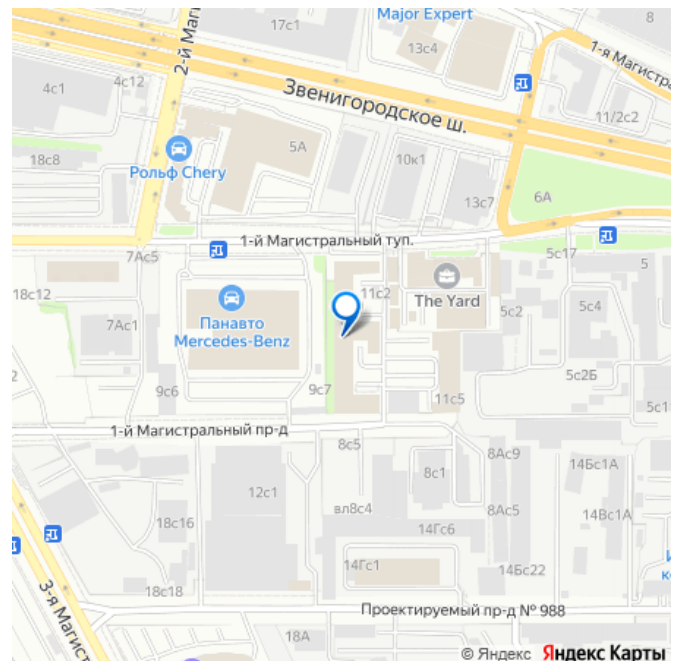 Major Expert
17с1
13с4
8
1-я Магистра
2-й Маг
4с1
4с12
Звенигородское ш.
11/2с2
5А
18с8
Рольф Chery
10к1
13с7
6А
1-й Магистральный туп.
7Ас5
5с17
5
18с12
11с2
The Yard
5с4
7Ас1
Панавто
Mercedes-Benz
5с2
9с6
9с7
5с2Б
11с5
5с1
1-й Магистральный пр-д
8с5
8Ас9
12с1
8с1
14Бс1А
вл8с4
8Ас5
14Вс1А
18с16
14Гс6
14Гс1
14Бс22
18с18
3-я Магист
Проектируемый пр-д № 988
18А
© Яндекс Яндекс Карты